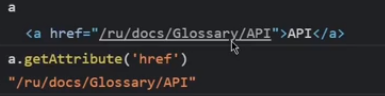 a
<a href="/ru/docs/Glossary/API">API</a>
a.getAttribute('href')
"/ru/docs/Glossary/API"